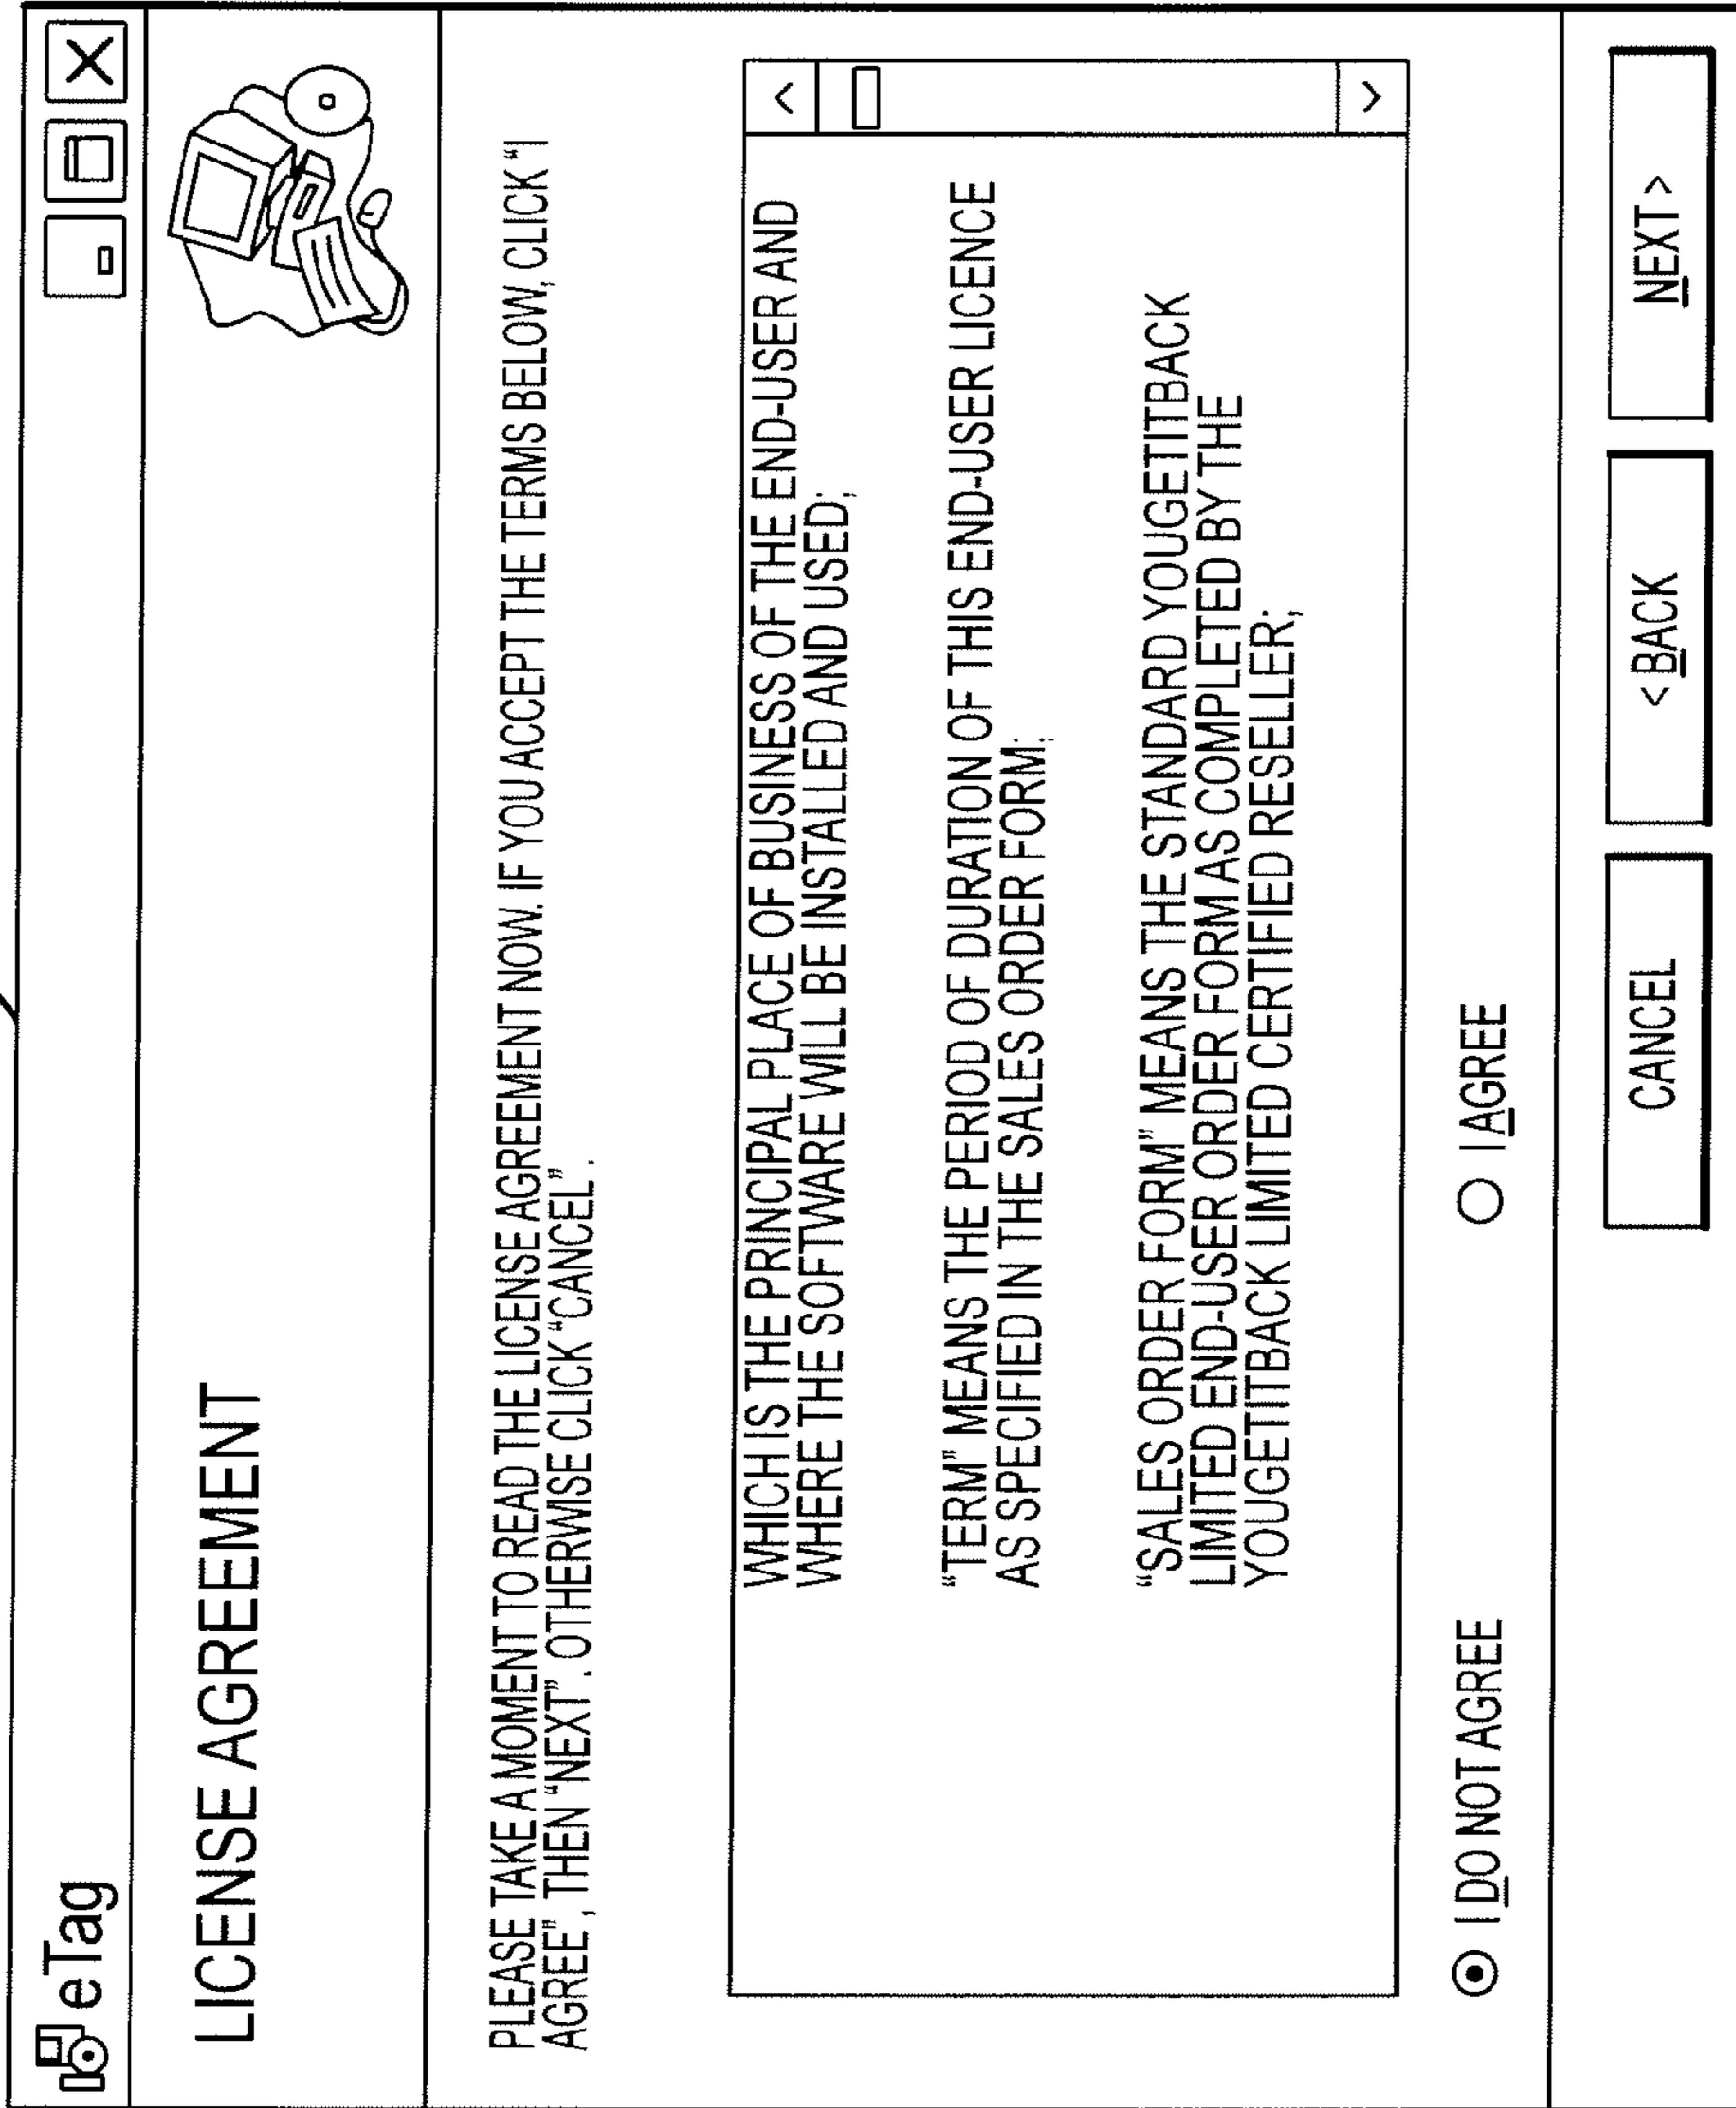 eTag
LICENSE AGREEMENT
PLEASE TAKE A MOMENT TO READ THE LICENSE AGREEMENT NOW. IF YOU ACCEPT THE TERMS BELOW, CLICK “I
AGREE”, THEN “NEXT”. OTHERWISE CLICK “CANCEL”.
WHICH IS THE PRINCIPAL PLACE OF BUSINESS OF THE END-USER AND
WHERE THE SOFTWARE WILL BE INSTALLED AND USED;
“TERM” MEANS THE PERIOD OF DURATION OF THIS END-USER LICENCE
AS SPECIFIED IN THE SALES ORDER FORM;
“SALES ORDER FORM” MEANS THE STANDARD YOUGETITBACK
LIMITED END-USER ORDER FORM AS COMPLETED BY THE
YOUGETITBACK LIMITED CERTIFIED RESELLER;
I DO NOT AGREE I AGREE
CANCEL < BACK NEXT >